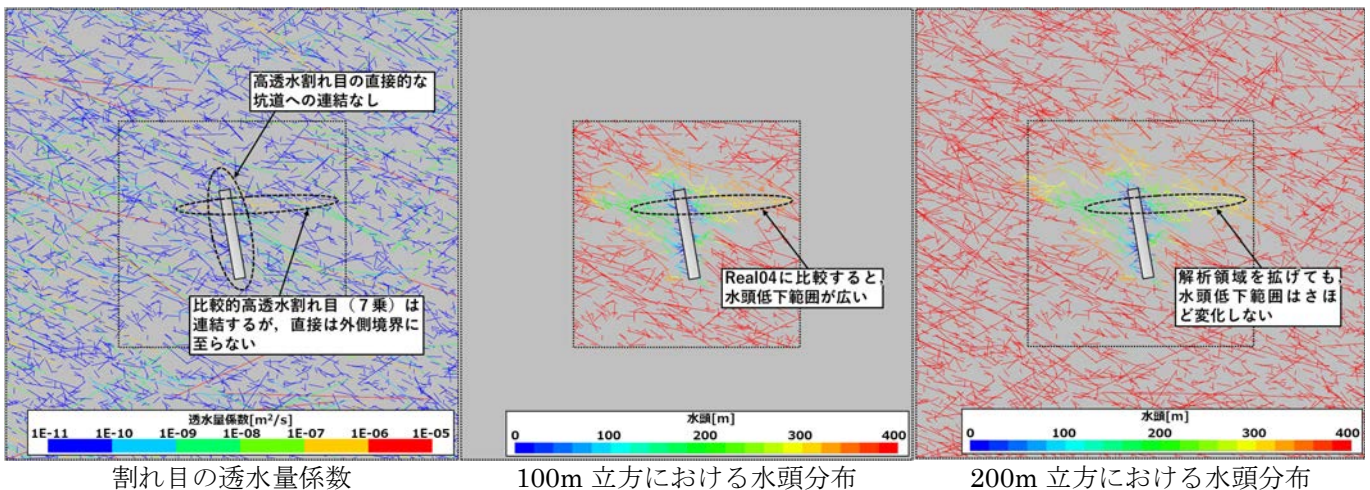 高透水割れ目の直接的な
坑道への連結なし
比較的高透水割れ目（７乗）は
連結するが，直接は外側境界に
至らない
透水量係数[m²/s]
1E-11 1E-10 1E-09 1E-08 1E-07 1E-06 1E-05
割れ目の透水量係数
Real04に比較すると，
水頭低下範囲が広い
水頭[m]
0 100 200 300 400
100m 立方における水頭分布
解析領域を拡げても，
水頭低下範囲はさほ
ど変化しない
水頭[m]
0 100 200 300 400
200m 立方における水頭分布